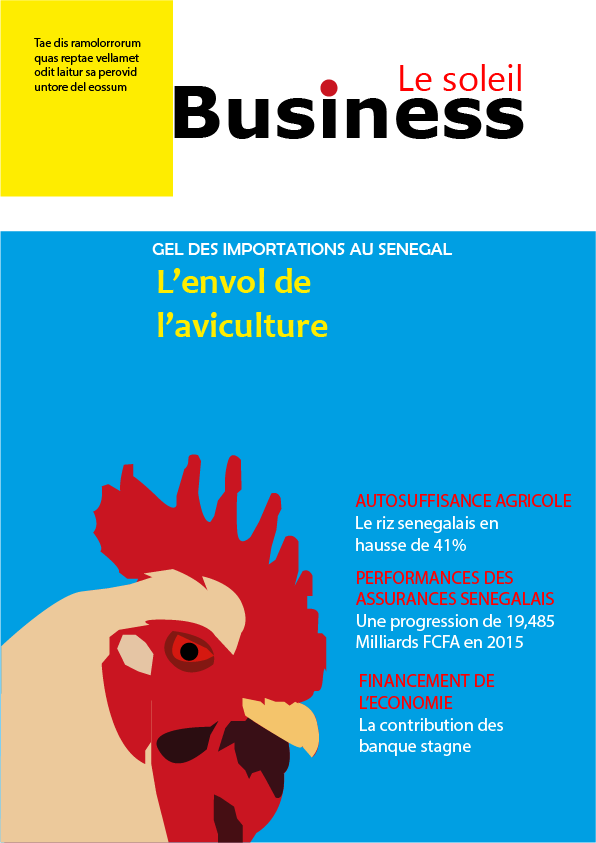 Tae dis ramolorrorum
quas reptae vellamet
odit laitur sa perovid
untore del eossum
Le soleil
Business
GEL DES IMPORTATIONS AU SENEGAL
L’envol de
l’aviculture
AUTOSUFFISANCE AGRICOLE
Le riz senegalais en
hausse de 41%
PERFORMANCES DES
ASSURANCES SENEGALAIS
Une progression de 19,485
Milliards FCFA en 2015
FINANCEMENT DE
L’ECONOMIE
La contribution des
banque stagne